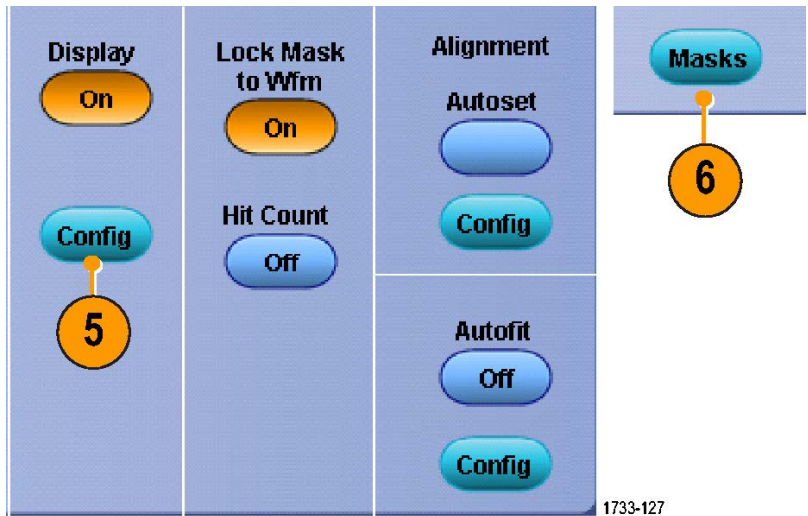 Display
On
Config
5
Lock Mask
to Wfm
On
Hit Count
Off
Alignment
Autoset
Config
Autofit
Off
Config
Masks
6
1733-127